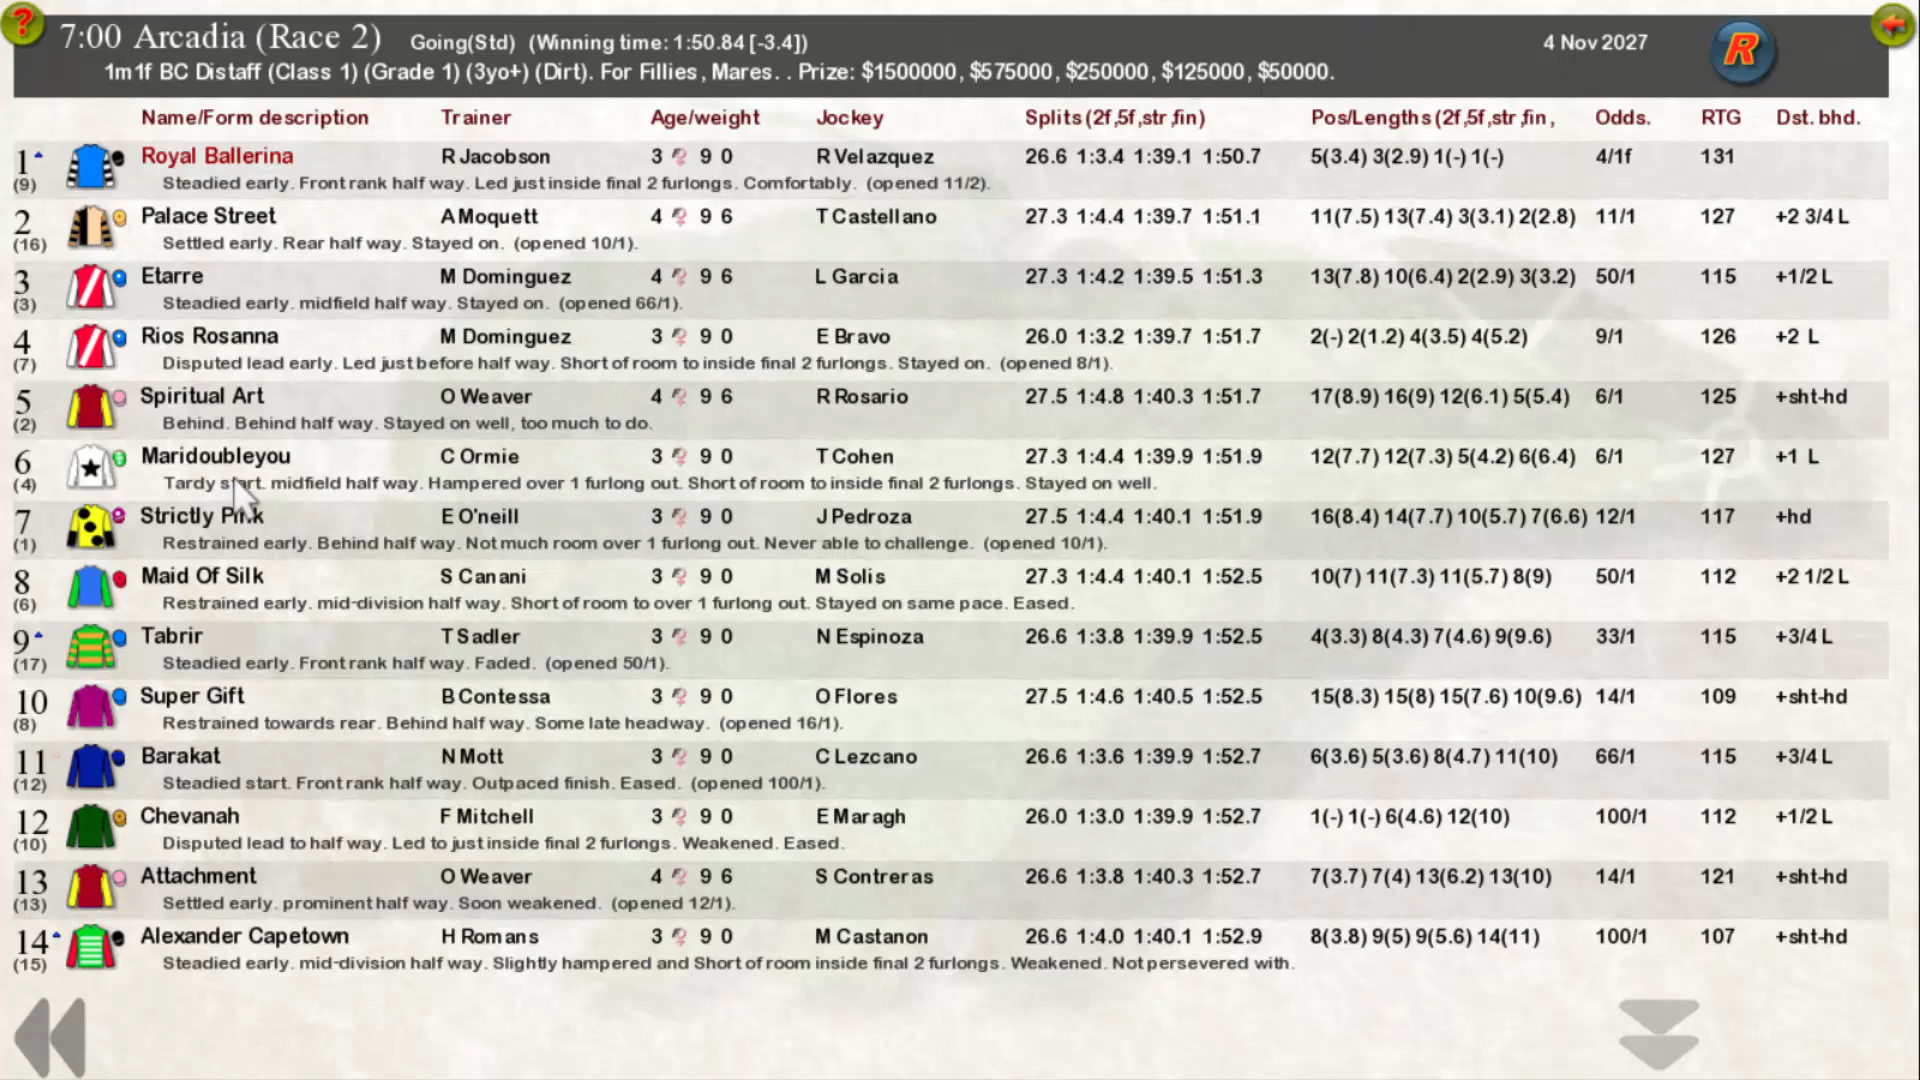 7:00 Arcadia (Race 2) Going(Std) (Winning time: 1:50.84 [-3.4]) 4 Nov 2027 R
1m1f BC Distaff (Class 1) (Grade 1) (3yo+) (Dirt). For Fillies, Mares. . Prize: $1500000, $575000, $250000, $125000, $50000.
Name/Form description Trainer Age/weight Jockey Splits (2f,5f,str,fin) Pos/Lengths (2f,5f,str,fin, Odds. RTG Dst. bhd.
1 Royal Ballerina R Jacobson 3 9 0 R Velazquez 26.6 1:3.4 1:39.1 1:50.7 5(3.4) 3(2.9) 1(-) 1(-) 4/1f 131
(9) Steadied early. Front rank half way. Led just inside final 2 furlongs. Comfortably. (opened 11/2).
2 Palace Street A Moquett 4 9 6 T Castellano 27.3 1:4.4 1:39.7 1:51.1 11(7.5) 13(7.4) 3(3.1) 2(2.8) 11/1 127 +2 3/4 L
(16) Settled early. Rear half way. Stayed on. (opened 10/1).
3 Etarre M Dominguez 4 9 6 L Garcia 27.3 1:4.2 1:39.5 1:51.3 13(7.8) 10(6.4) 2(2.9) 3(3.2) 50/1 115 +1/2 L
(3) Steadied early. midfield half way. Stayed on. (opened 66/1).
4 Rios Rosanna M Dominguez 3 9 0 E Bravo 26.0 1:3.2 1:39.7 1:51.7 2(-) 2(1.2) 4(3.5) 4(5.2) 9/1 126 +2 L
(7) Disputed lead early. Led just before half way. Short of room to inside final 2 furlongs. Stayed on. (opened 8/1).
5 Spiritual Art O Weaver 4 9 6 R Rosario 27.5 1:4.8 1:40.3 1:51.7 17(8.9) 16(9) 12(6.1) 5(5.4) 6/1 125 +sht-hd
(2) Behind. Behind half way. Stayed on well, too much to do.
6 Maridoubleyou C Ormie 3 9 0 T Cohen 27.3 1:4.4 1:39.9 1:51.9 12(7.7) 12(7.3) 5(4.2) 6(6.4) 6/1 127 +1 L
(4) Tardy start. midfield half way. Hampered over 1 furlong out. Short of room to inside final 2 furlongs. Stayed on well.
7 Strictly Pink E O'neill 3 9 0 J Pedroza 27.5 1:4.4 1:40.1 1:51.9 16(8.4) 14(7.7) 10(5.7) 7(6.6) 12/1 117 +hd
(1) Restrained early. Behind half way. Not much room over 1 furlong out. Never able to challenge. (opened 10/1).
8 Maid Of Silk S Canani 3 9 0 M Solis 27.3 1:4.4 1:40.1 1:52.5 10(7) 11(7.3) 11(5.7) 8(9) 50/1 112 +2 1/2 L
(6) Restrained early. mid-division half way. Short of room to over 1 furlong out. Stayed on same pace. Eased.
9 Tabrir T Sadler 3 9 0 N Espinoza 26.6 1:3.8 1:39.9 1:52.5 4(3.3) 8(4.3) 7(4.6) 9(9.6) 33/1 115 +3/4 L
(17) Steadied early. Front rank half way. Faded. (opened 50/1).
10 Super Gift B Contessa 3 9 0 O Flores 27.5 1:4.6 1:40.5 1:52.5 15(8.3) 15(8) 15(7.6) 10(9.6) 14/1 109 +sht-hd
(8) Restrained towards rear. Behind half way. Some late headway. (opened 16/1).
11 Barakat N Mott 3 9 0 C Lezcano 26.6 1:3.6 1:39.9 1:52.7 6(3.6) 5(3.6) 8(4.7) 11(10) 66/1 115 +3/4 L
(12) Steadied start. Front rank half way. Outpaced finish. Eased. (opened 100/1).
12 Chevanah F Mitchell 3 9 0 E Maragh 26.0 1:3.0 1:39.9 1:52.7 1(-) 1(-) 6(4.6) 12(10) 100/1 112 +1/2 L
(10) Disputed lead to half way. Led to just inside final 2 furlongs. Weakened. Eased.
13 Attachment O Weaver 4 9 6 S Contreras 26.6 1:3.8 1:40.3 1:52.7 7(3.7) 7(4) 13(6.2) 13(10) 14/1 121 +sht-hd
(13) Settled early. prominent half way. Soon weakened. (opened 12/1).
14 Alexander Capetown H Romans 3 9 0 M Castanon 26.6 1:4.0 1:40.1 1:52.9 8(3.8) 9(5) 9(5.6) 14(11) 100/1 107 +sht-hd
(15) Steadied early. mid-division half way. Slightly hampered and Short of room inside final 2 furlongs. Weakened. Not persevered with.